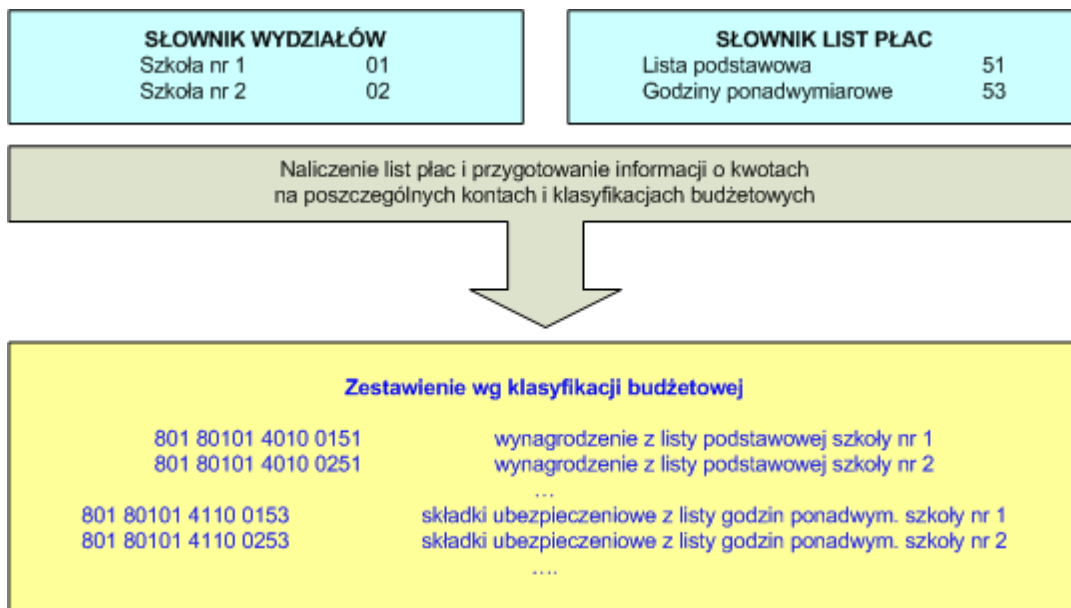 SŁOWNIK WYDZIAŁÓW
Szkoła nr 1 01
Szkoła nr 2 02
SŁOWNIK LIST PŁAC
Lista podstawowa 51
Godziny ponadwymiarowe 53
Naliczenie list płac i przygotowanie informacji o kwotach
na poszczególnych kontach i klasyfikacjach budżetowych
Zestawienie wg klasyfikacji budżetowej
801 80101 4010 0151 wynagrodzenie z listy podstawowej szkoły nr 1
801 80101 4010 0251 wynagrodzenie z listy podstawowej szkoły nr 2
...
801 80101 4110 0153 składki ubezpieczeniowe z listy godzin ponadwym. szkoły nr 1
801 80101 4110 0253 składki ubezpieczeniowe z listy godzin ponadwym. szkoły nr 2
....